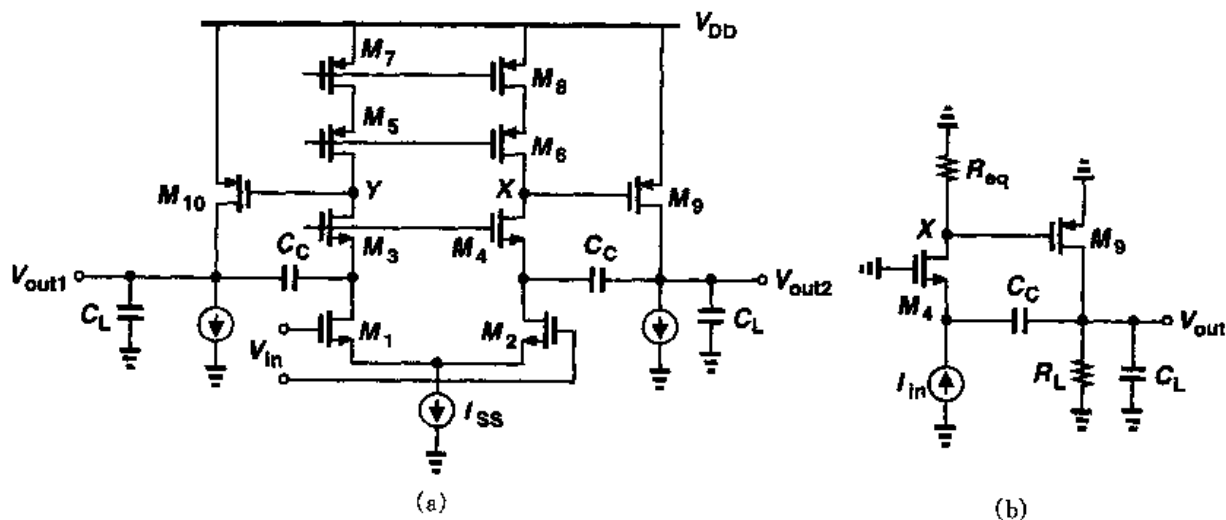 V_DD
M_7
M_8
M_5
M_6
M_10
Y
X
M_9
M_3
M_4
C_C
C_C
V_out1
V_out2
C_L
C_L
M_1
M_2
V_in
I_SS
(a)
R_eq
X
M_9
M_4
C_C
V_out
I_in
R_L
C_L
(b)